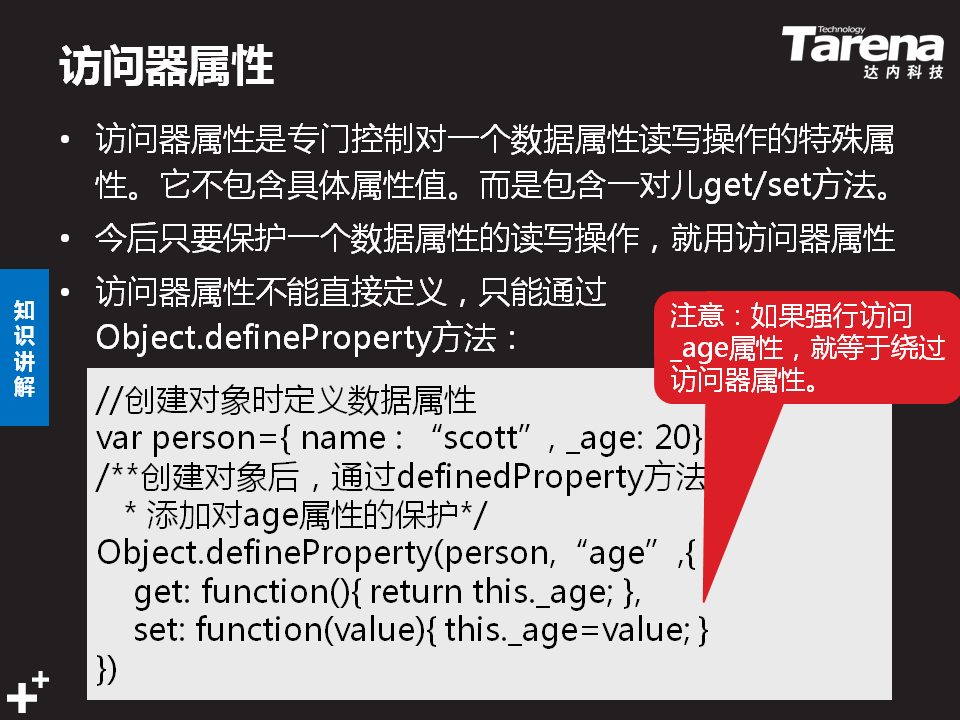 访问器属性
Technology
Tarena
达内科技
• 访问器属性是专门控制对一个数据属性读写操作的特殊属
性。它不包含具体属性值。而是包含一对儿get/set方法。
• 今后只要保护一个数据属性的读写操作，就用访问器属性
• 访问器属性不能直接定义，只能通过
Object.defineProperty方法：
知识讲解
注意：如果强行访问
_age属性，就等于绕过
访问器属性。
//创建对象时定义数据属性
var person={ name : “scott”, _age: 20}
/**创建对象后，通过definedProperty方法
* 添加对age属性的保护*/
Object.defineProperty(person,“age”,{
get: function(){ return this._age; },
set: function(value){ this._age=value; }
})